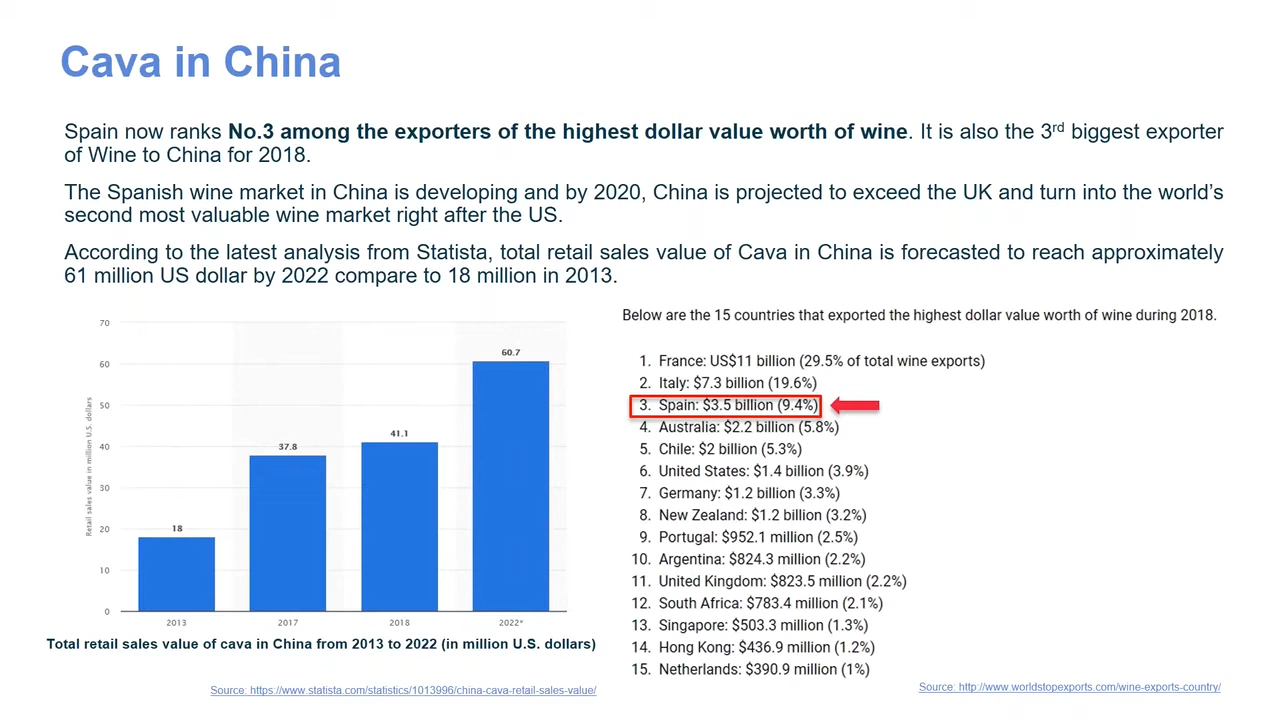 Cava in China
Spain now ranks No.3 among the exporters of the highest dollar value worth of wine. It is also the 3rd biggest exporter
of Wine to China for 2018.
The Spanish wine market in China is developing and by 2020, China is projected to exceed the UK and turn into the world's
second most valuable wine market right after the US.
According to the latest analysis from Statista, total retail sales value of Cava in China is forecasted to reach approximately
61 million US dollar by 2022 compare to 18 million in 2013.
Retail sales value in million U.S. dollars
70
60
50
40
30
20
10
0
18
37.8
41.1
60.7
2013
2017
2018
2022*
Total retail sales value of cava in China from 2013 to 2022 (in million U.S. dollars)
Source: https://www.statista.com/statistics/1013996/china-cava-retail-sales-value/
Below are the 15 countries that exported the highest dollar value worth of wine during 2018.
1. France: US$11 billion (29.5% of total wine exports)
2. Italy: $7.3 billion (19.6%)
3. Spain: $3.5 billion (9.4%)
4. Australia: $2.2 billion (5.8%)
5. Chile: $2 billion (5.3%)
6. United States: $1.4 billion (3.9%)
7. Germany: $1.2 billion (3.3%)
8. New Zealand: $1.2 billion (3.2%)
9. Portugal: $952.1 million (2.5%)
10. Argentina: $824.3 million (2.2%)
11. United Kingdom: $823.5 million (2.2%)
12. South Africa: $783.4 million (2.1%)
13. Singapore: $503.3 million (1.3%)
14. Hong Kong: $436.9 million (1.2%)
15. Netherlands: $390.9 million (1%)
Source: http://www.worldstopexports.com/wine-exports-country/